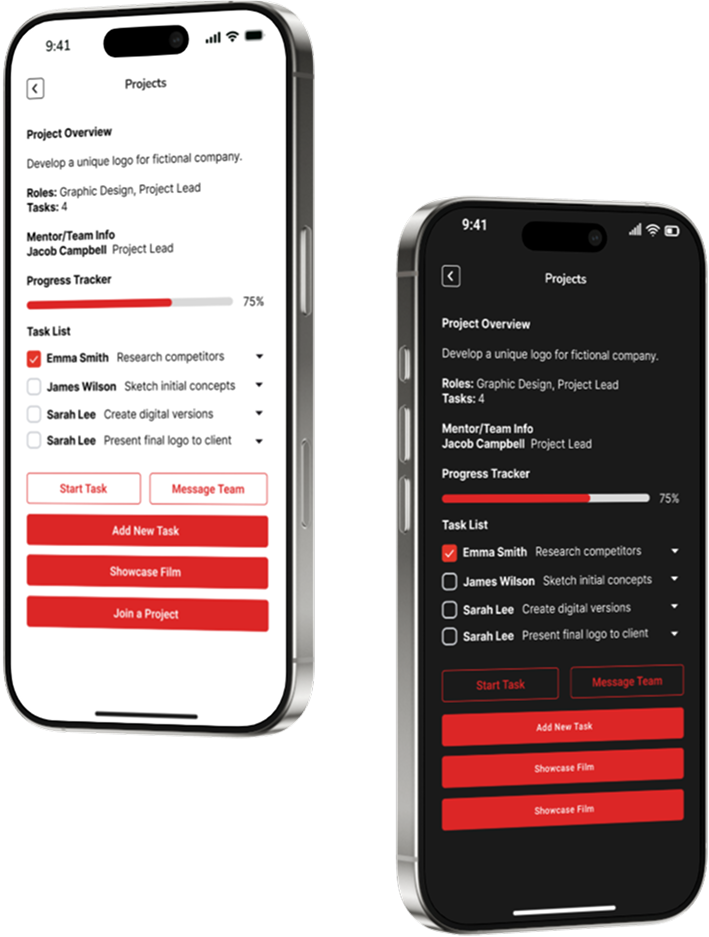 9:41
Projects
Project Overview
Develop a unique logo for fictional company.
Roles: Graphic Design, Project Lead
Tasks: 4
Mentor/Team Info
Jacob Campbell Project Lead
Progress Tracker
75%
Task List
Emma Smith Research competitors
James Wilson Sketch initial concepts
Sarah Lee Create digital versions
Sarah Lee Present final logo to client
Start Task Message Team
Add New Task
Showcase Film
Join a Project
9:41
Projects
Project Overview
Develop a unique logo for fictional company.
Roles: Graphic Design, Project Lead
Tasks: 4
Mentor/Team Info
Jacob Campbell Project Lead
Progress Tracker
75%
Task List
Emma Smith Research competitors
James Wilson Sketch initial concepts
Sarah Lee Create digital versions
Sarah Lee Present final logo to client
Start Task Message Team
Add New Task
Showcase Film
Showcase Film